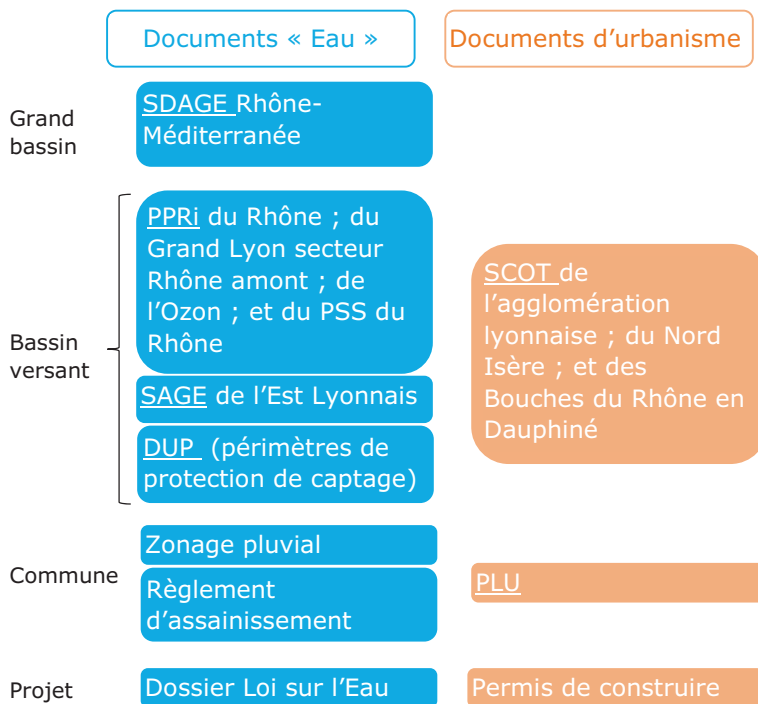 Documents « Eau »
Documents d’urbanisme
Grand
bassin
SDAGE Rhône-
Méditerranée
Bassin
versant
PPRi du Rhône ; du
Grand Lyon secteur
Rhône amont ; de
l’Ozon ; et du PSS du
Rhône
SAGE de l’Est Lyonnais
DUP (périmètres de
protection de captage)
SCOT de
l’agglomération
lyonnaise ; du Nord
Isère ; et des
Bouches du Rhône en
Dauphiné
Commune
Zonage pluvial
Règlement
d’assainissement
PLU
Projet
Dossier Loi sur l’Eau
Permis de construire